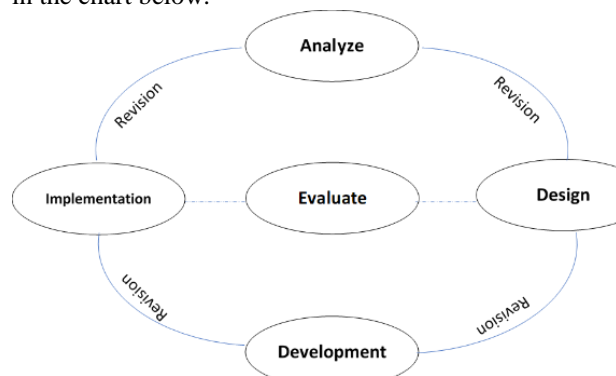 in the chart below.
Analyze
Revision
Revision
Implementation
Evaluate
Design
Revision
Revision
Development